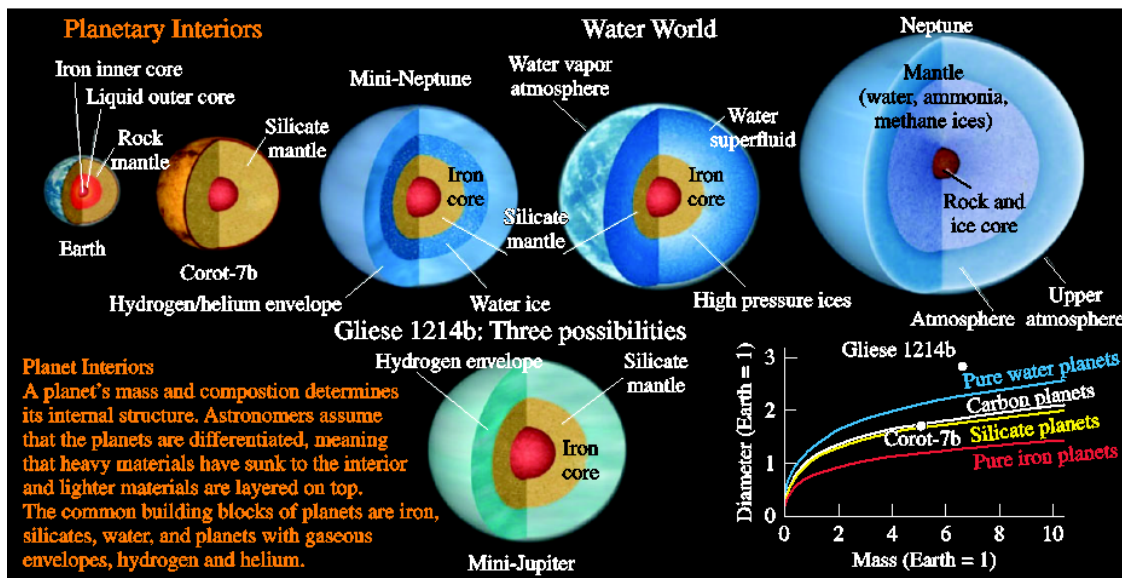 Planetary Interiors
Water World
Neptune
Iron inner core
Liquid outer core
Rock
mantle
Earth
Silicate
mantle
Corot-7b
Mini-Neptune
Iron
core
Hydrogen/helium envelope
Water ice
Silicate
mantle
Water vapor
atmosphere
Water
superfluid
Iron
core
High pressure ices
Mantle
(water, ammonia,
methane ices)
Rock and
ice core
Atmosphere
Upper
atmosphere
Gliese 1214b: Three possibilities
Hydrogen envelope
Silicate
mantle
Iron
core
Mini-Jupiter
Planet Interiors
A planet's mass and compostion determines
its internal structure. Astronomers assume
that the planets are differentiated, meaning
that heavy materials have sunk to the interior
and lighter materials are layered on top.
The common building blocks of planets are iron,
silicates, water, and planets with gaseous
envelopes, hydrogen and helium.
Diameter (Earth = 1)
3
2
1
0
Gliese 1214b
Pure water planets
Carbon planets
Corot-7b
Silicate planets
Pure iron planets
0 2 4 6 8 10
Mass (Earth = 1)